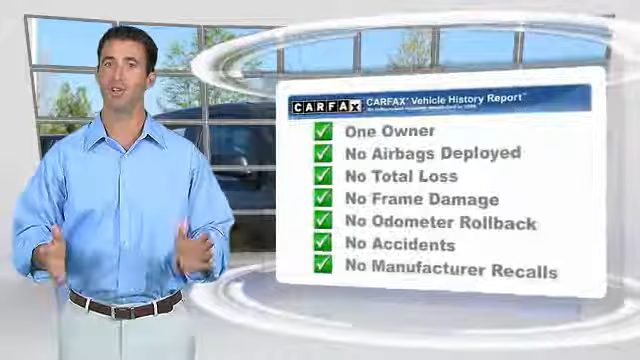 CARFAX CARFAX Vehicle History Report™
One Owner
No Airbags Deployed
No Total Loss
No Frame Damage
No Odometer Rollback
No Accidents
No Manufacturer Recalls